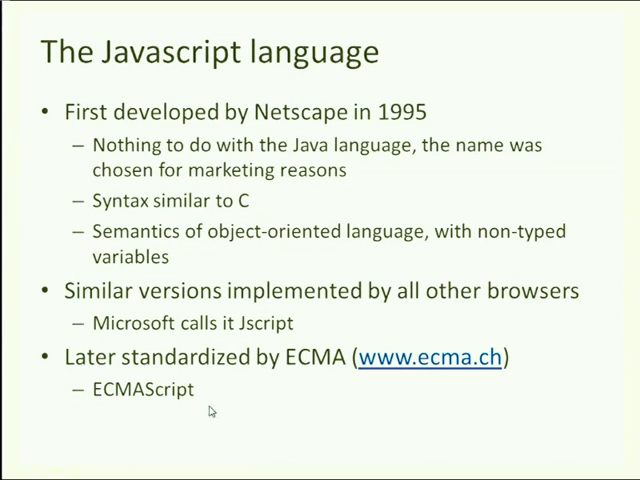 The Javascript language
• First developed by Netscape in 1995
– Nothing to do with the Java language, the name was
chosen for marketing reasons
– Syntax similar to C
– Semantics of object-oriented language, with non-typed
variables
• Similar versions implemented by all other browsers
– Microsoft calls it Jscript
• Later standardized by ECMA (www.ecma.ch)
– ECMAScript